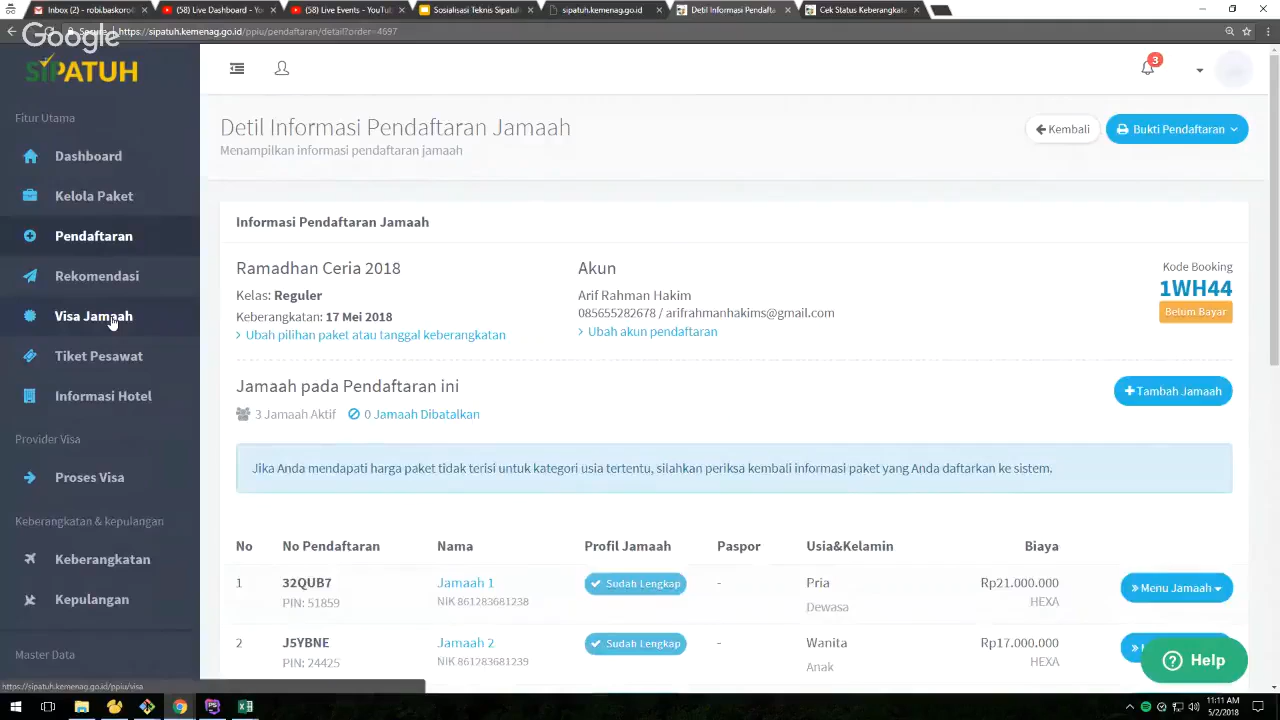 Inbox (2) - robibaskoro
(58) Live Dashboard - Yo
(58) Live Events - YouTu
Sosialisasi Teknis Sipatuh
sipatuh.kemenag.go.id
Detil Informasi Pendafta
Cek Status Keberangkata
https://sipatuh.kemenag.go.id/ppiu/pendaftaran/detail?order=4697
Google
SIPATUH
3
Fitur Utama
Dashboard
Kelola Paket
Pendaftaran
Rekomendasi
Visa Jamaah
Tiket Pesawat
Informasi Hotel
Provider Visa
Proses Visa
Keberangkatan & kepulangan
Keberangkatan
Kepulangan
Master Data
Detil Informasi Pendaftaran Jamaah
Menampilkan informasi pendaftaran jamaah
Kembali
Bukti Pendaftaran
Informasi Pendaftaran Jamaah
Ramadhan Ceria 2018
Kelas: Reguler
Keberangkatan: 17 Mei 2018
Ubah pilihan paket atau tanggal keberangkatan
Akun
Arif Rahman Hakim
085655282678 / arifrahmanhakims@gmail.com
Ubah akun pendaftaran
Kode Booking
1WH44
Belum Bayar
Jamaah pada Pendaftaran ini
3 Jamaah Aktif 0 Jamaah Dibatalkan
Tambah Jamaah
Jika Anda mendapati harga paket tidak terisi untuk kategori usia tertentu, silahkan periksa kembali informasi paket yang Anda daftarkan ke sistem.
No No Pendaftaran Nama Profil Jamaah Paspor Usia&Kelamin Biaya
1 32QUB7 Jamaah 1 Sudah Lengkap - Pria Rp21.000.000 Menu Jamaah
PIN: 51859 NIK 861283681238 Dewasa HEXA
2 J5YBNE Jamaah 2 Sudah Lengkap - Wanita Rp17.000.000
PIN: 24425 NIK 861283681239 Anak HEXA
Help
https://sipatuh.kemenag.go.id/ppiu/visa
11:11 AM
5/2/2018